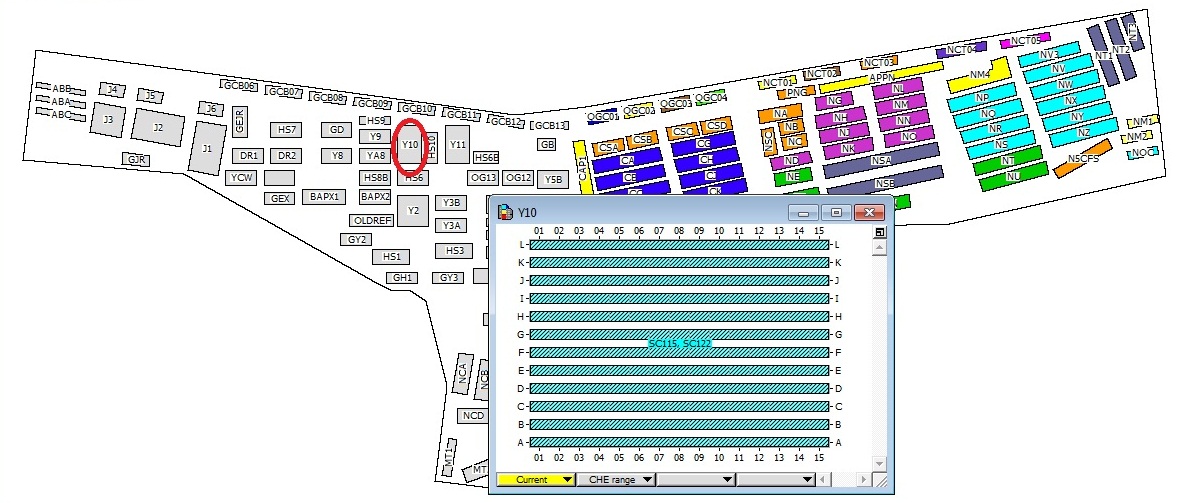 ABB
ABA
ABC
J4
J5
J3
J2
J6
J1
GJR
GCB06
GCB07
GCB08
GCB09
GCB10
GCB11
GCB12
GCB13
GEJR
HS7
GD
HS9
Y9
Y10
HS10
Y11
GB
DR1
DR2
Y8
YA8
HS6B
YCW
HS8B
HS6
OG13
OG12
Y5B
GEX
BAPX1
BAPX2
Y2
Y3B
OLDREF
Y3A
GY2
HS1
HS3
GH1
GY3
NCA
NCB
NCD
MT1
MT
CAP1
OGC01
OGC02
OGC03
OGC04
CSA
CSB
CSC
CSD
CA
CB
CG
CH
CK
NCT01
NCT02
NCT03
NCT04
NCT05
PNG
APPN
NA
NB
NC
NSC
ND
NE
NG
NH
NJ
NK
NL
NM
NN
NO
NSA
NSB
NM4
NP
NQ
NR
NS
NT
NU
NV3
NV
NW
NX
NY
NZ
NT1
NT2
NT3
NSCFS
NM1
NM2
NOC
Y10
01 02 03 04 05 06 07 08 09 10 11 12 13 14 15
L L
K K
J J
I I
H H
G G
SC115, SC122
F F
E E
D D
C C
B B
A A
01 02 03 04 05 06 07 08 09 10 11 12 13 14 15
Current CHE range